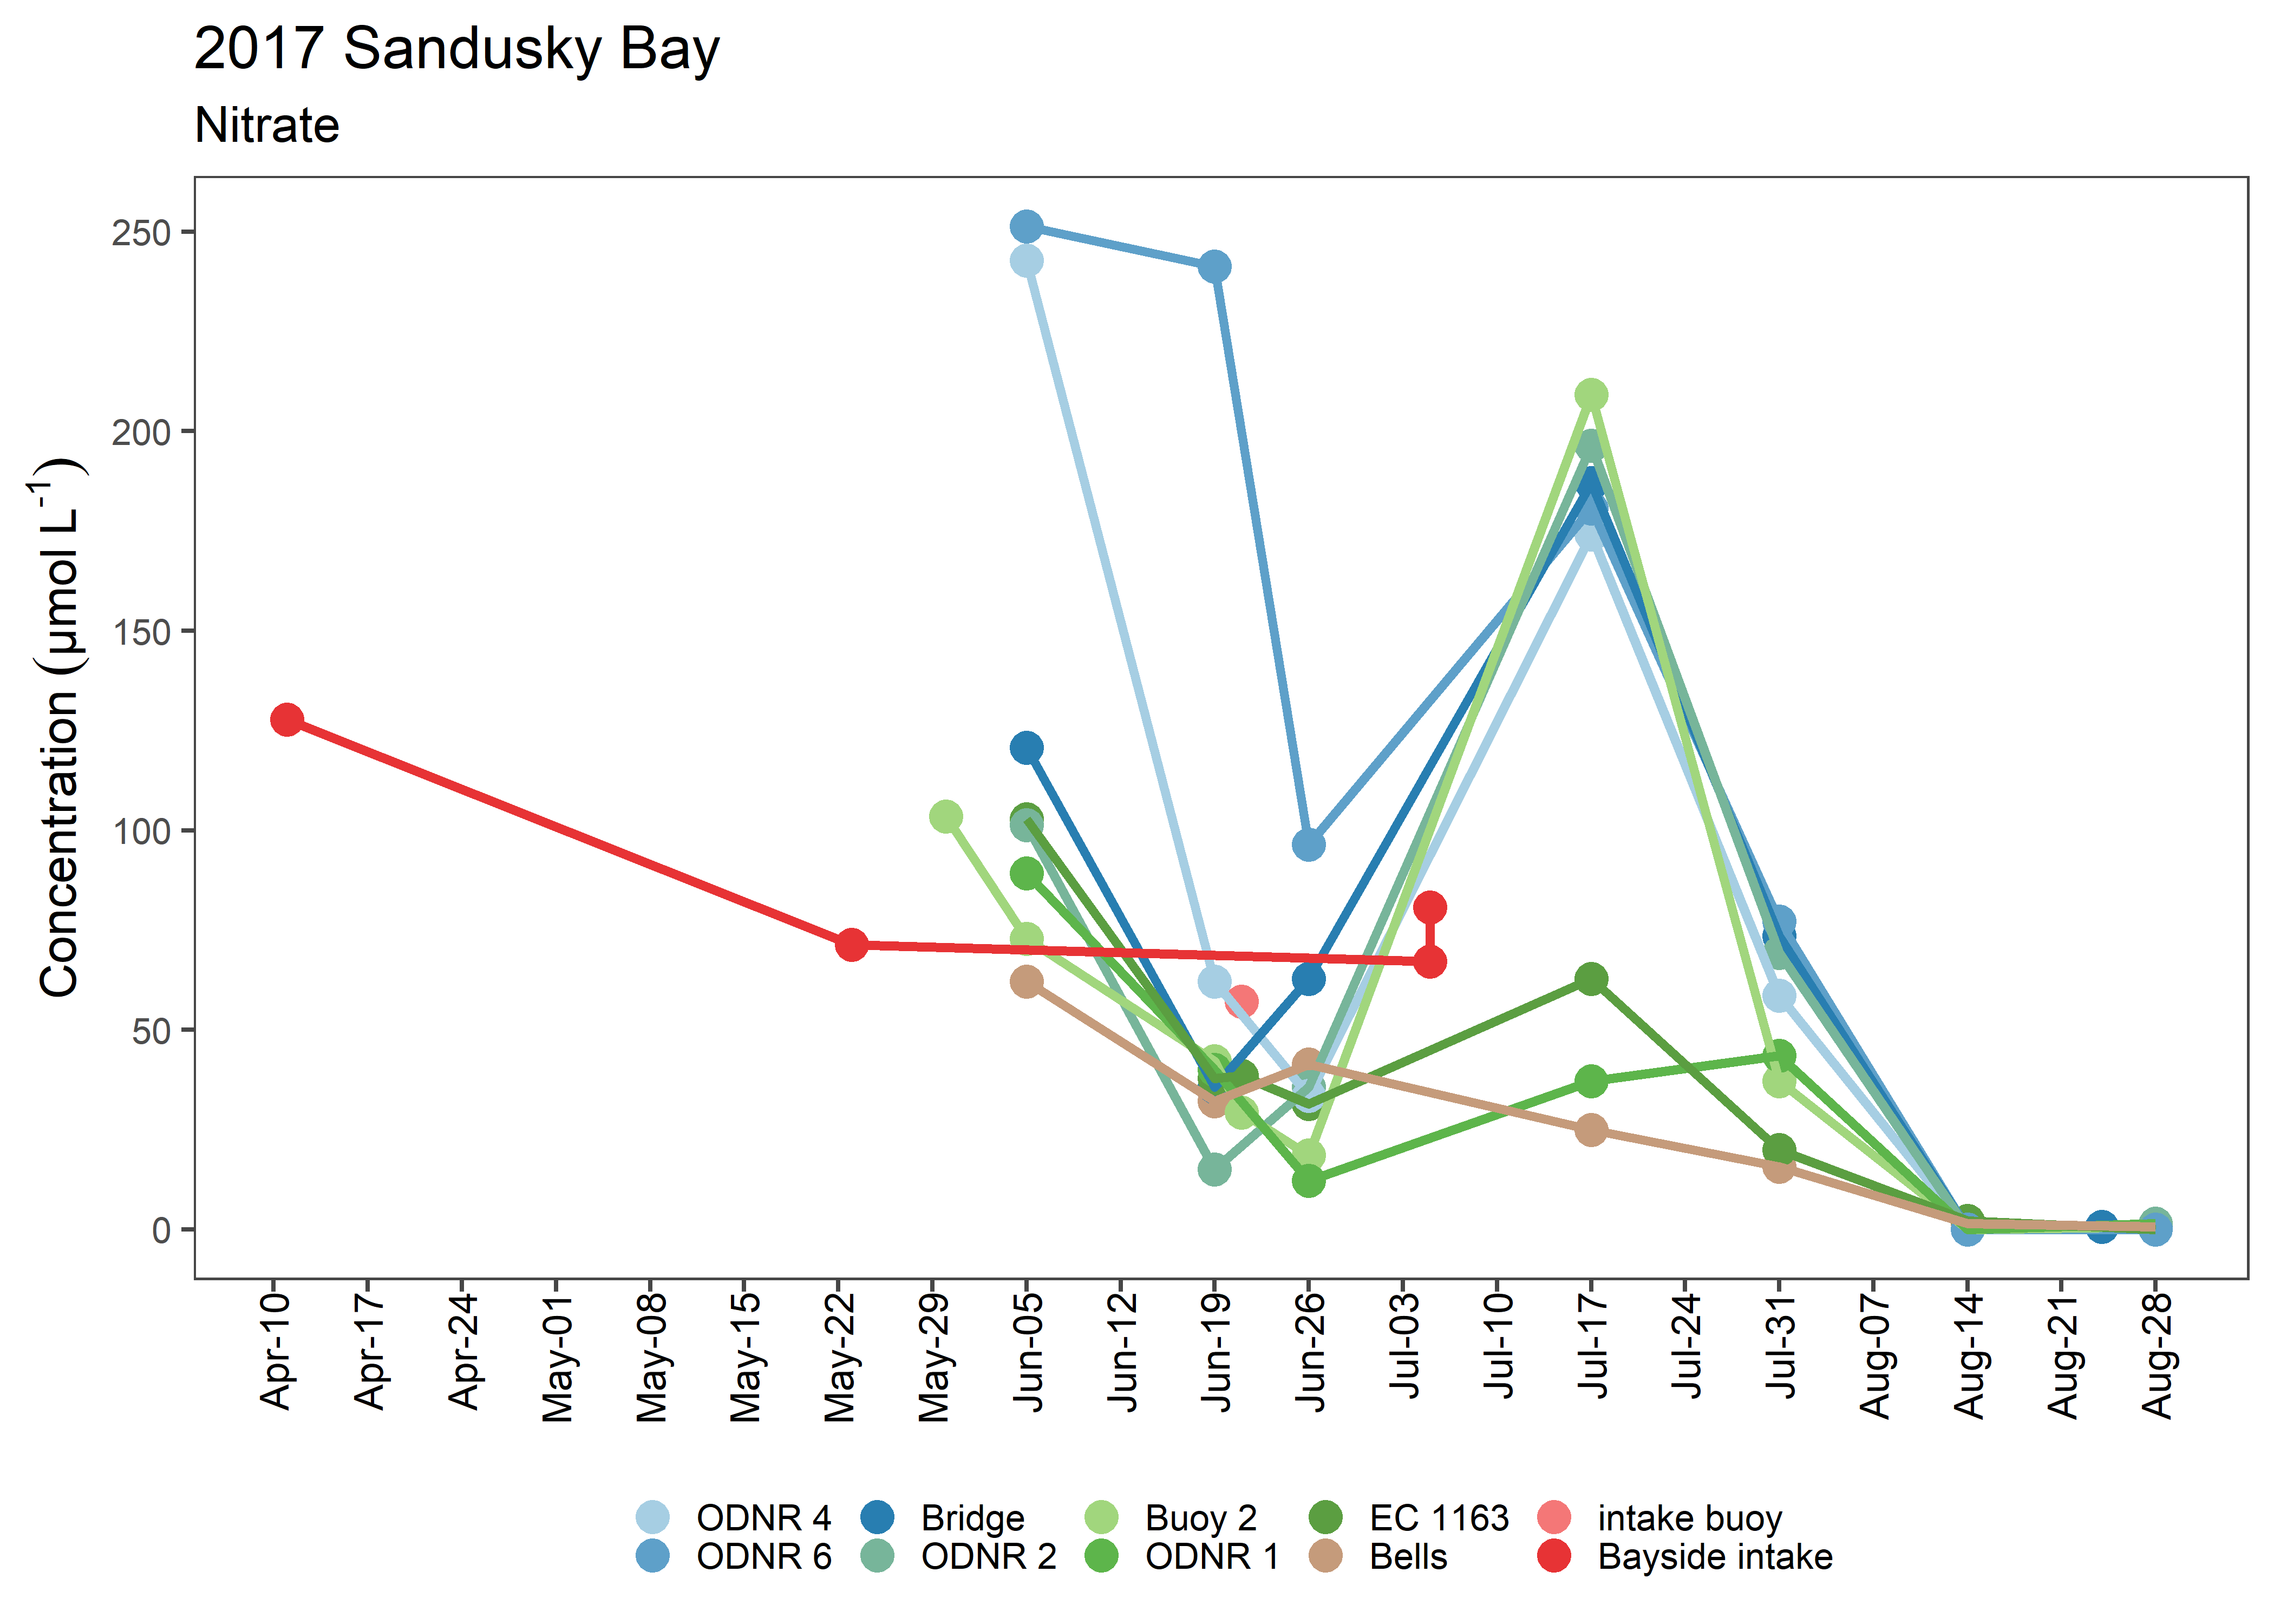 2017 Sandusky Bay
Nitrate
Concentration (µmol L⁻¹)
250
200
150
100
50
0
Apr-10
Apr-17
Apr-24
May-01
May-08
May-15
May-22
May-29
Jun-05
Jun-12
Jun-19
Jun-26
Jul-03
Jul-10
Jul-17
Jul-24
Jul-31
Aug-07
Aug-14
Aug-21
Aug-28
ODNR 4 Bridge Buoy 2 EC 1163 intake buoy
ODNR 6 ODNR 2 ODNR 1 Bells Bayside intake